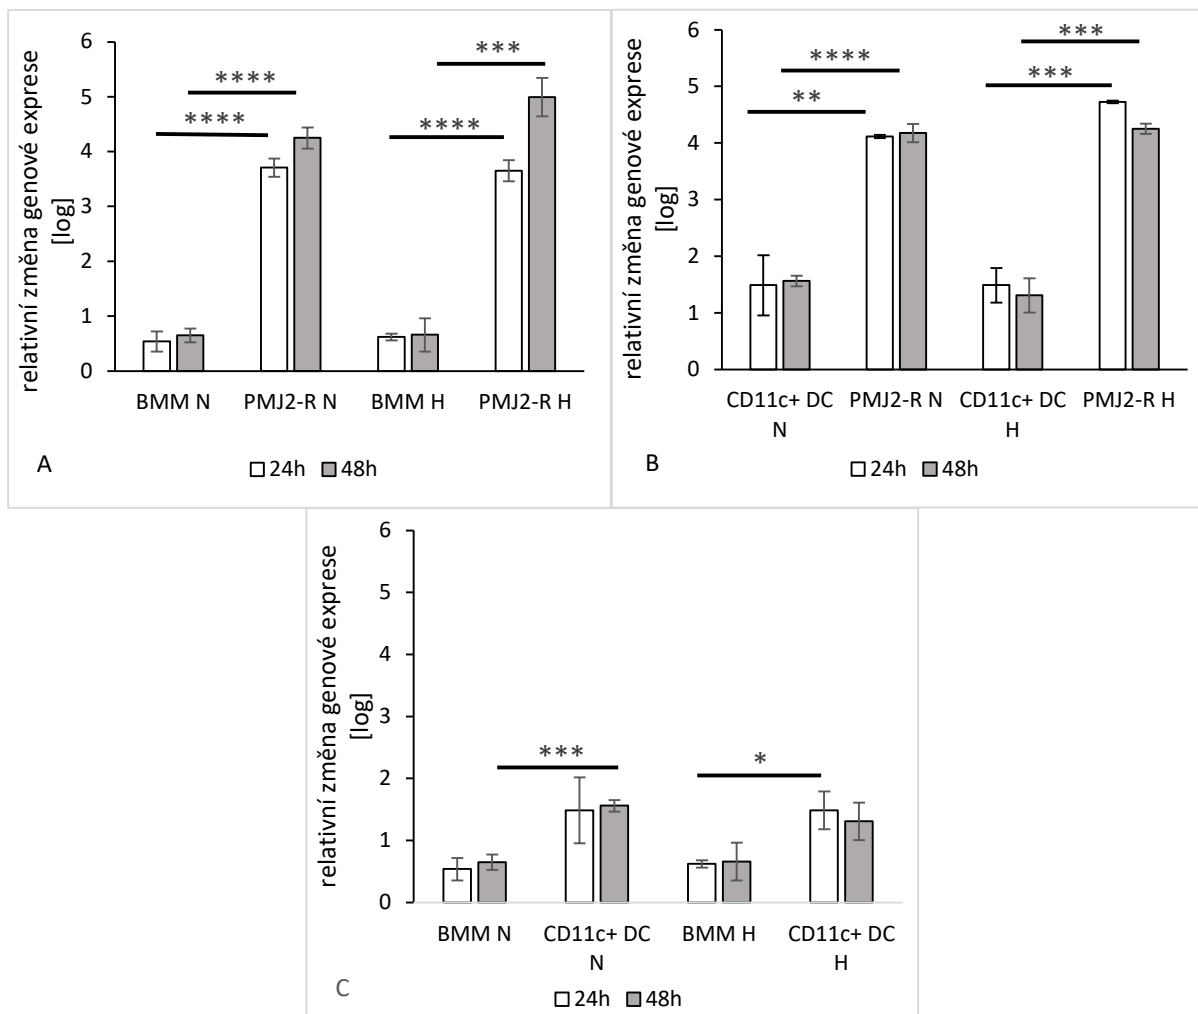 relativní změna genové exprese
[log]
6
5
4
3
2
1
0
****
****
****
***
BMM N
PMJ2-R N
BMM H
PMJ2-R H
24h
48h
A
relativní změna genové exprese
[log]
6
5
4
3
2
1
0
**
****
***
***
CD11c+ DC
N
PMJ2-R N
CD11c+ DC
H
PMJ2-R H
24h
48h
B
relativní změna genové exprese
[log]
6
5
4
3
2
1
0
***
*
BMM N
CD11c+ DC
N
BMM H
CD11c+ DC
H
24h
48h
C